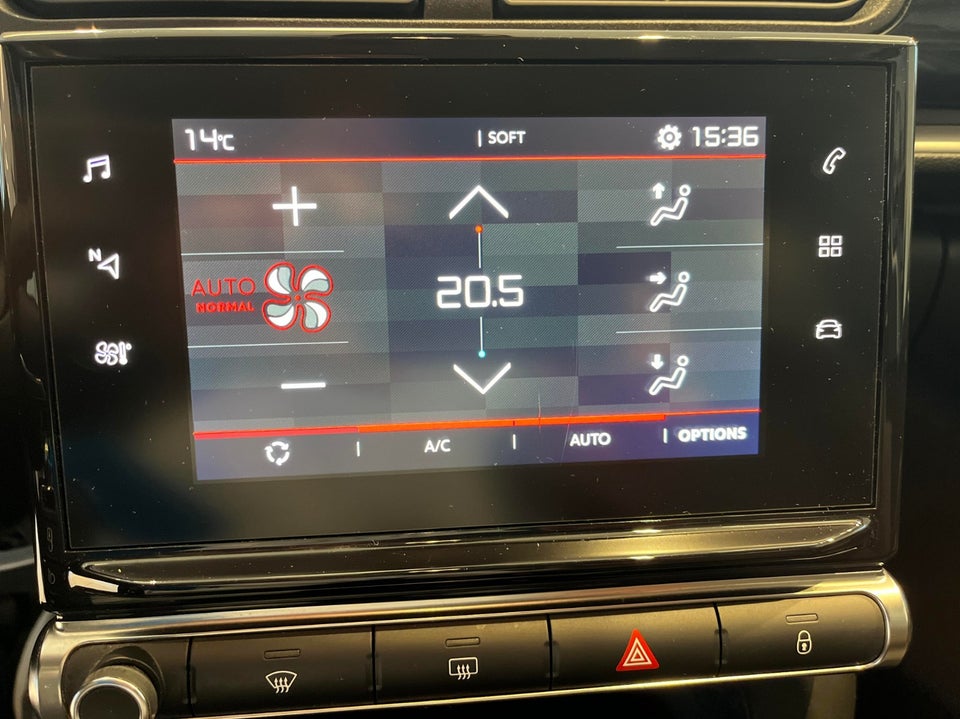 14°C | SOFT 15:36
N
AUTO
NORMAL
20.5
| A/C | AUTO | OPTIONS